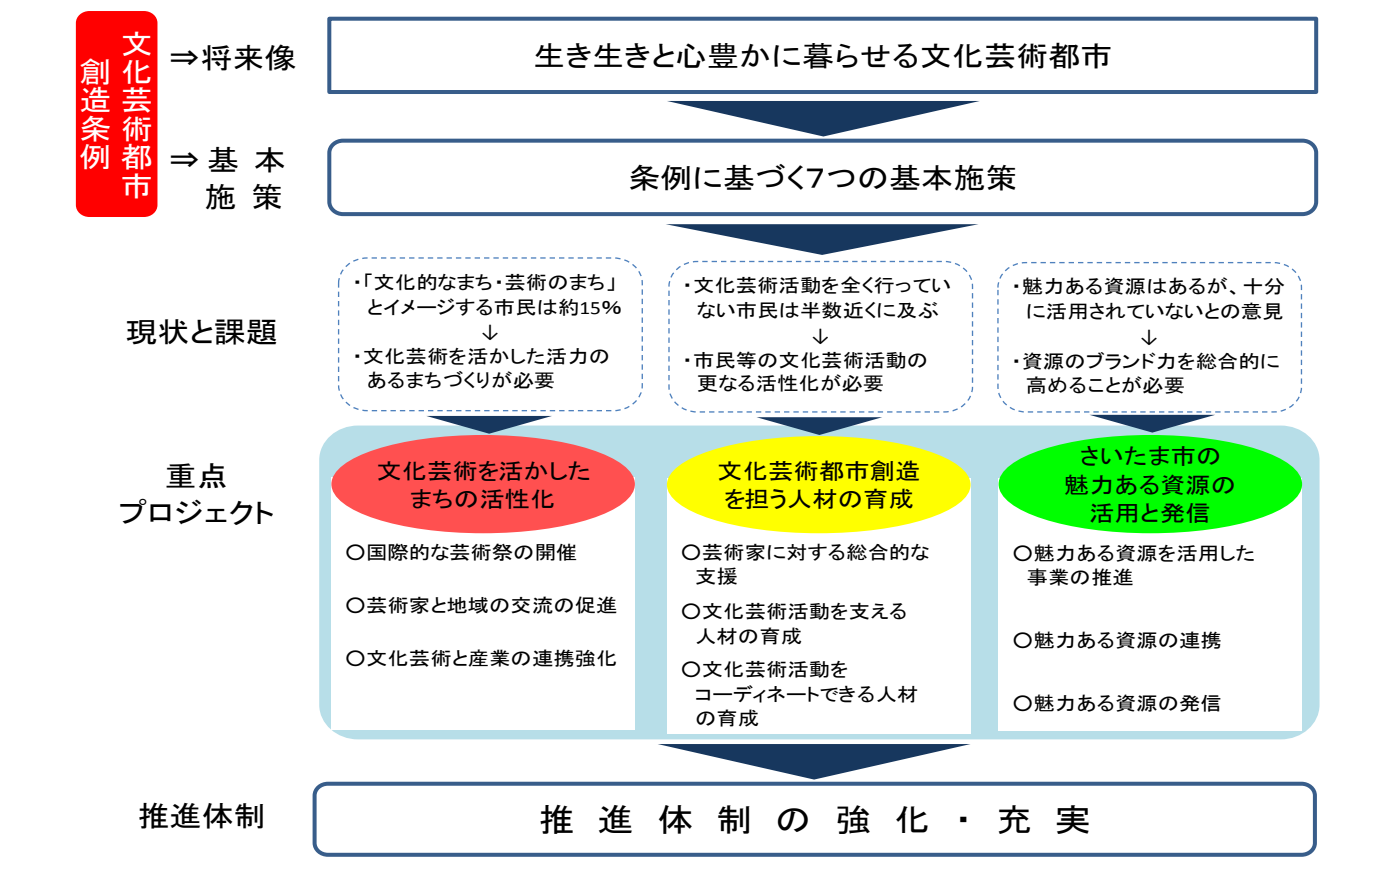 文化芸術都市
創造条例
⇒将来像
生き生きと心豊かに暮らせる文化芸術都市
⇒基本
施策
条例に基づく7つの基本施策
現状と課題
・「文化的なまち・芸術のまち」
とイメージする市民は約15%
↓
・文化芸術を活かした活力の
あるまちづくりが必要
・文化芸術活動を全く行ってい
ない市民は半数近くに及ぶ
↓
・市民等の文化芸術活動の
更なる活性化が必要
・魅力ある資源はあるが、十分
に活用されていないとの意見
↓
・資源のブランド力を総合的に
高めることが必要
重点
プロジェクト
文化芸術を活かした
まちの活性化
〇国際的な芸術祭の開催
〇芸術家と地域の交流の促進
〇文化芸術と産業の連携強化
文化芸術都市創造
を担う人材の育成
〇芸術家に対する総合的な
支援
〇文化芸術活動を支える
人材の育成
〇文化芸術活動を
コーディネートできる人材
の育成
さいたま市の
魅力ある資源の
活用と発信
〇魅力ある資源を活用した
事業の推進
〇魅力ある資源の連携
〇魅力ある資源の発信
推進体制
推進体制の強化・充実